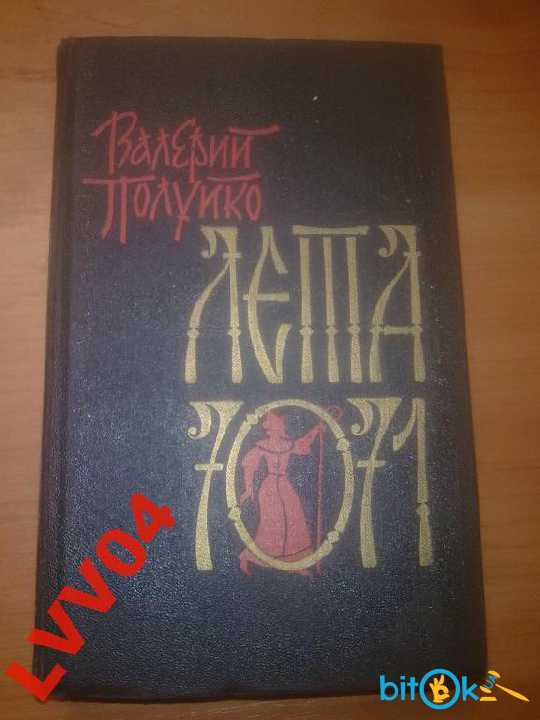 Валерий
Полуйко
ЛЕТА
7071
LVV04
bitok